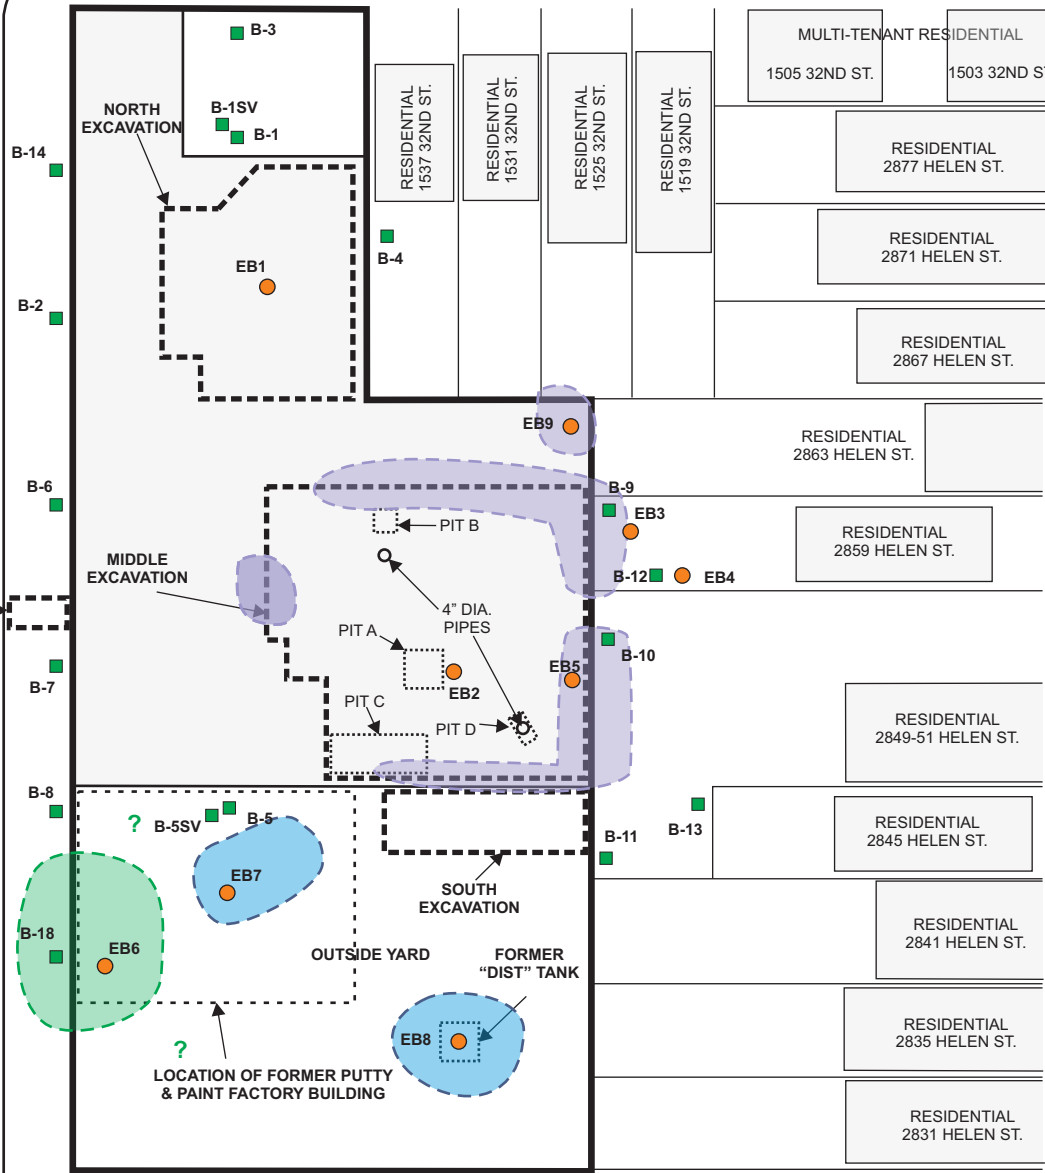 B-3
MULTI-TENANT RESIDENTIAL
1505 32ND ST.
1503 32ND ST
RESIDENTIAL
1537 32ND ST.
RESIDENTIAL
1531 32ND ST.
RESIDENTIAL
1525 32ND ST.
RESIDENTIAL
1519 32ND ST.
NORTH
EXCAVATION
B-1SV
B-1
B-14
RESIDENTIAL
2877 HELEN ST.
B-4
RESIDENTIAL
2871 HELEN ST.
EB1
B-2
RESIDENTIAL
2867 HELEN ST.
EB9
RESIDENTIAL
2863 HELEN ST.
B-6
B-9
EB3
PIT B
RESIDENTIAL
2859 HELEN ST.
MIDDLE
EXCAVATION
B-12
EB4
4” DIA.
PIPES
PIT A
B-10
EB5
EB2
B-7
PIT C
PIT D
RESIDENTIAL
2849-51 HELEN ST.
B-8
?
B-5SV
B-5
B-13
RESIDENTIAL
2845 HELEN ST.
B-11
EB7
SOUTH
EXCAVATION
RESIDENTIAL
2841 HELEN ST.
B-18
EB6
OUTSIDE YARD
FORMER
“DIST” TANK
RESIDENTIAL
2835 HELEN ST.
EB8
?
LOCATION OF FORMER PUTTY
& PAINT FACTORY BUILDING
RESIDENTIAL
2831 HELEN ST.